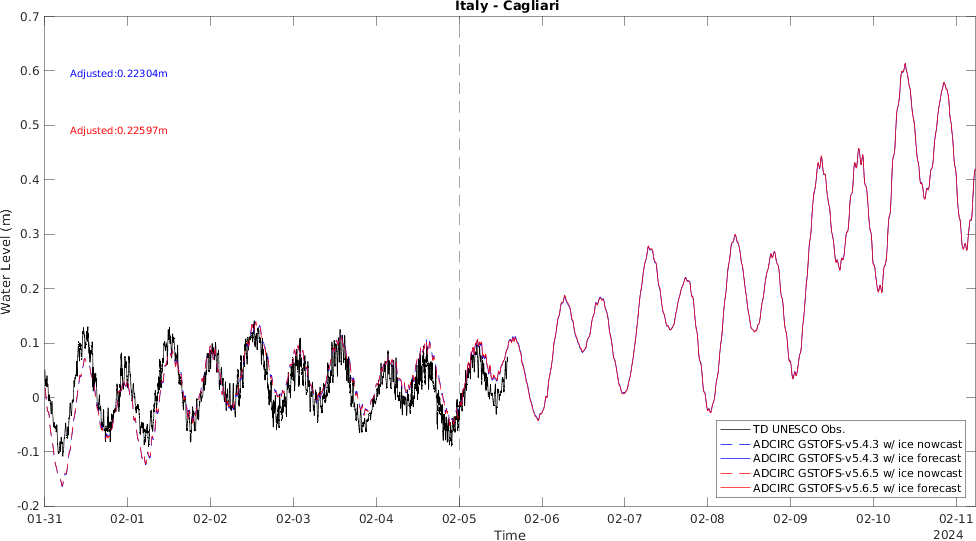 Italy - Cagliari
0.7
0.6
0.5
0.4
0.3
0.2
0.1
0
-0.1
-0.2
Water Level (m)
Adjusted:0.22304m
Adjusted:0.22597m
TD UNESCO Obs.
ADCIRC GSTOFS-v5.4.3 w/ ice nowcast
ADCIRC GSTOFS-v5.4.3 w/ ice forecast
ADCIRC GSTOFS-v5.6.5 w/ ice nowcast
ADCIRC GSTOFS-v5.6.5 w/ ice forecast
01-31 02-01 02-02 02-03 02-04 02-05 02-06 02-07 02-08 02-09 02-10 02-11
Time
2024